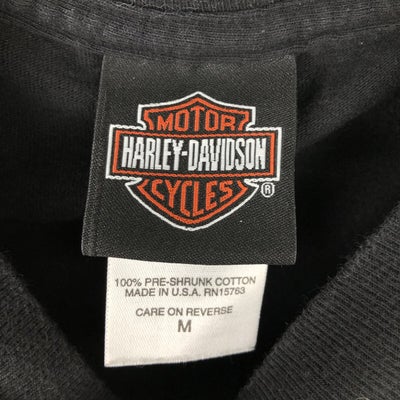 MOTOR
HARLEY-DAVIDSON
CYCLES ®
100% PRE-SHRUNK COTTON
MADE IN U.S.A. RN15763
CARE ON REVERSE
M